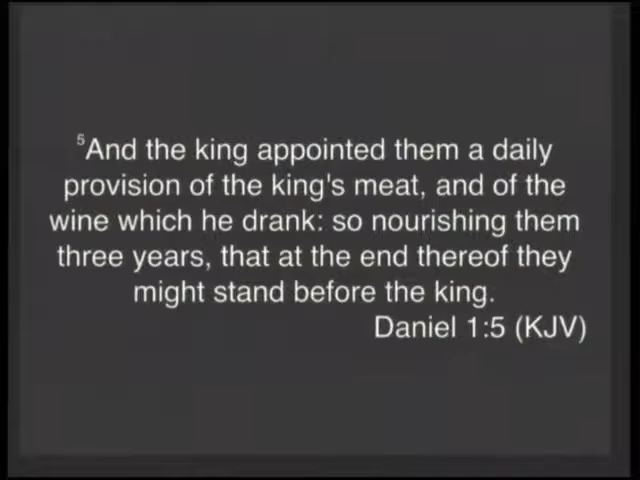 ⁵And the king appointed them a daily
provision of the king's meat, and of the
wine which he drank: so nourishing them
three years, that at the end thereof they
might stand before the king.
Daniel 1:5 (KJV)